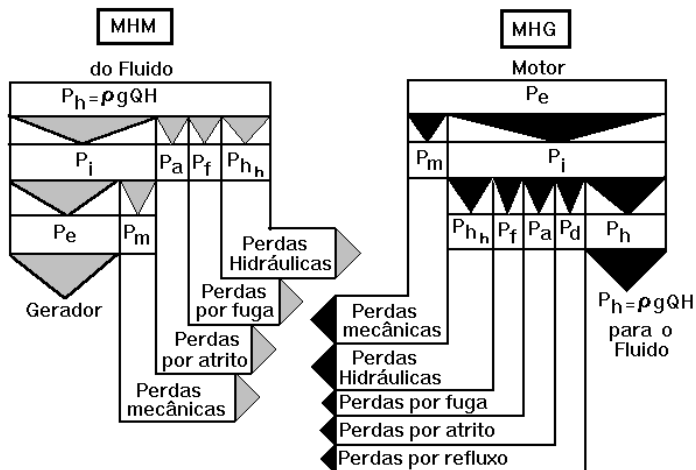 MHM
do Fluido
Ph=ρgQH
Pi
Pa
Pf
Phh
Pe
Pm
Gerador
Perdas
Hidráulicas
Perdas
por fuga
Perdas
por atrito
Perdas
mecânicas
MHG
Motor
Pe
Pm
Pi
Phh
Pf
Pa
Pd
Ph
Ph=ρgQH
para o
Fluido
Perdas
mecânicas
Perdas
Hidráulicas
Perdas por fuga
Perdas por atrito
Perdas por refluxo